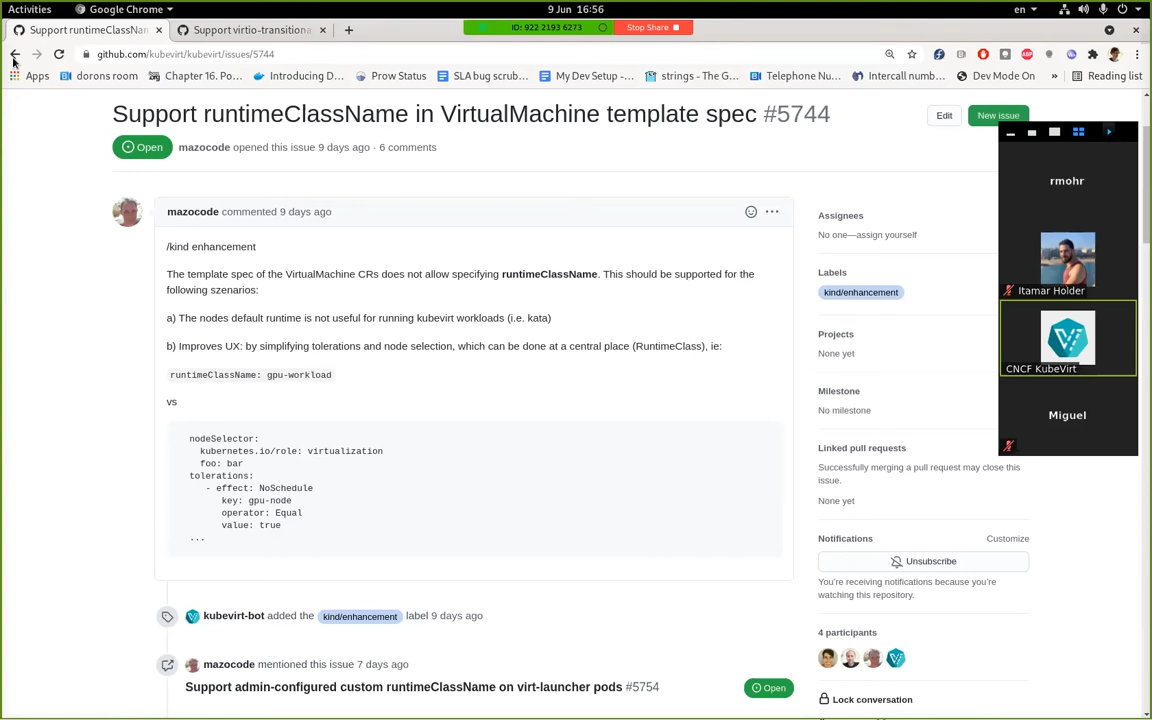 Activities
Google Chrome
9 Jun 16:56
en
Support runtimeClassNam
Support virtio-transitional
ID: 922 2193 6273
Stop Share
github.com/kubevirt/kubevirt/issues/5744
Apps
dorons room
Chapter 16. Po...
Introducing D...
Prow Status
SLA bug scrub...
My Dev Setup -...
strings - The G...
Telephone Nu...
Intercall numb...
Dev Mode On
»
Reading list
Support runtimeClassName in VirtualMachine template spec #5744
Edit
New issue
Open
mazocode opened this issue 9 days ago · 6 comments
mazocode commented 9 days ago
/kind enhancement
The template spec of the VirtualMachine CRs does not allow specifying runtimeClassName. This should be supported for the
following szenarios:
a) The nodes default runtime is not useful for running kubevirt workloads (i.e. kata)
b) Improves UX: by simplifying tolerations and node selection, which can be done at a central place (RuntimeClass), ie:
runtimeClassName: gpu-workload
vs
nodeSelector:
kubernetes.io/role: virtualization
foo: bar
tolerations:
- effect: NoSchedule
key: gpu-node
operator: Equal
value: true
...
kubevirt-bot added the kind/enhancement label 9 days ago
mazocode mentioned this issue 7 days ago
Support admin-configured custom runtimeClassName on virt-launcher pods #5754
Open
Assignees
No one—assign yourself
Labels
kind/enhancement
Projects
None yet
Milestone
No milestone
Linked pull requests
Successfully merging a pull request may close this
issue.
None yet
Notifications
Customize
Unsubscribe
You're receiving notifications because you're
watching this repository.
4 participants
Lock conversation
rmohr
Itamar Holder
CNCF KubeVirt
Miguel